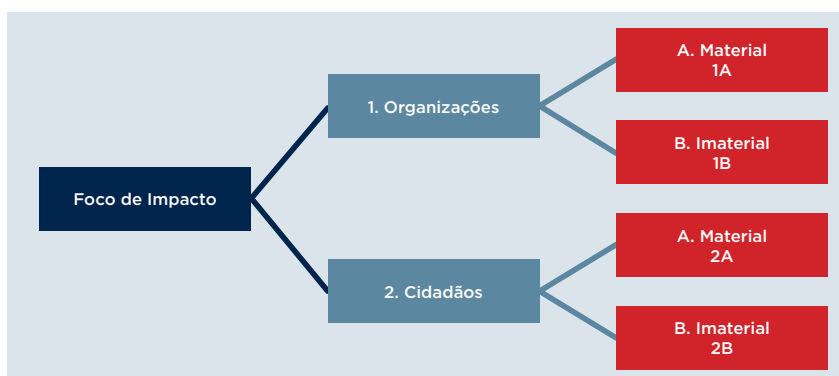 Foco de Impacto
1. Organizações
A. Material
1A
B. Imaterial
1B
2. Cidadãos
A. Material
2A
B. Imaterial
2B